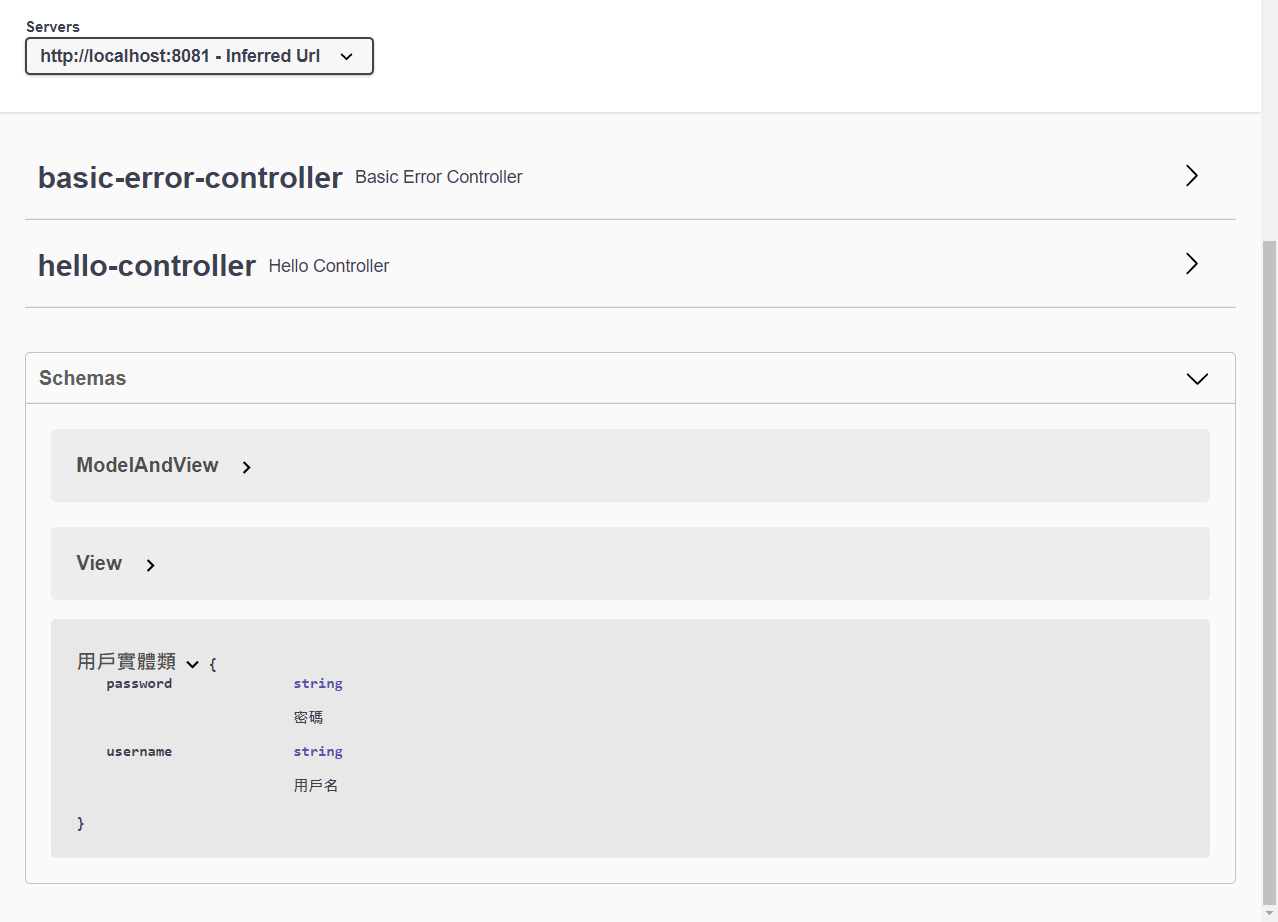 Servers
http://localhost:8081 - Inferred Url
basic-error-controller Basic Error Controller
hello-controller Hello Controller
Schemas
ModelAndView
View
用戶實體類 {
password string
密碼
username string
用戶名
}